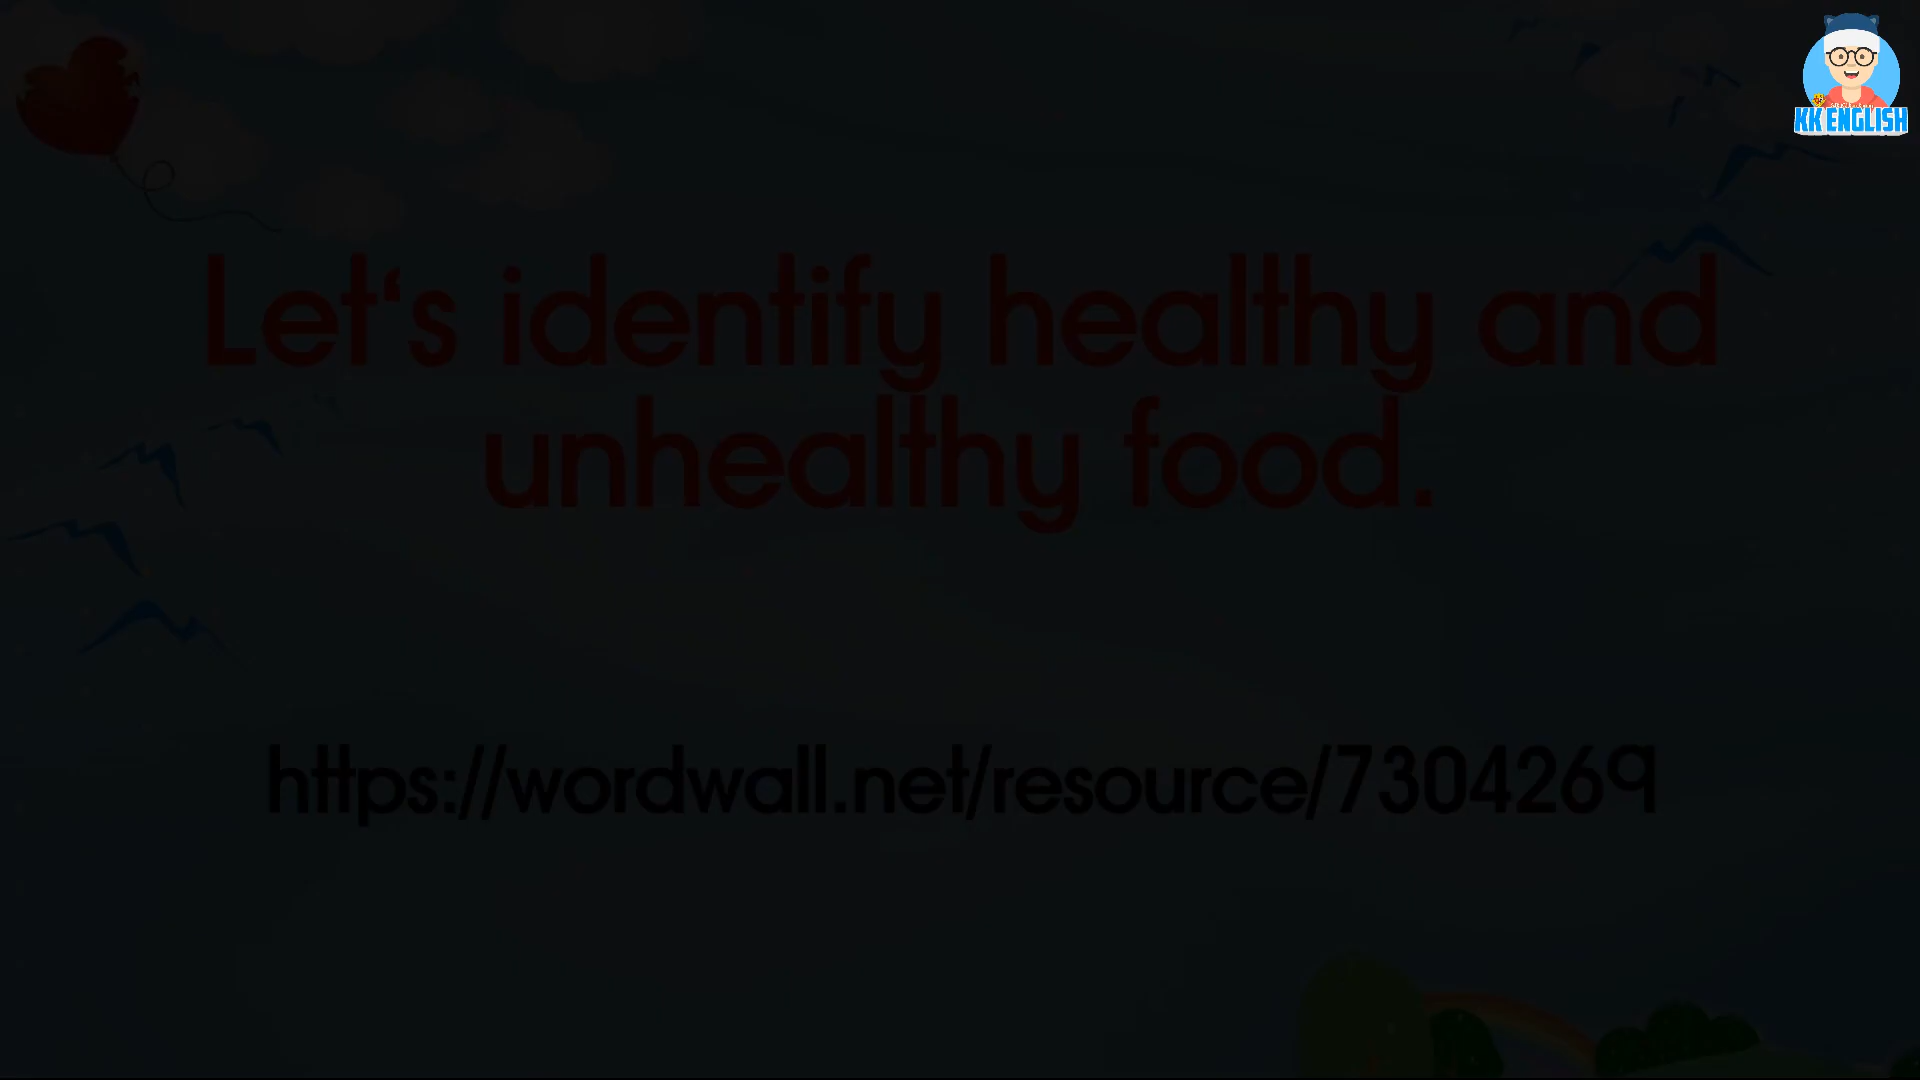 KK ENGLISH
Let‘s identify healthy and
unhealthy food.
https://wordwall.net/resource/7304269